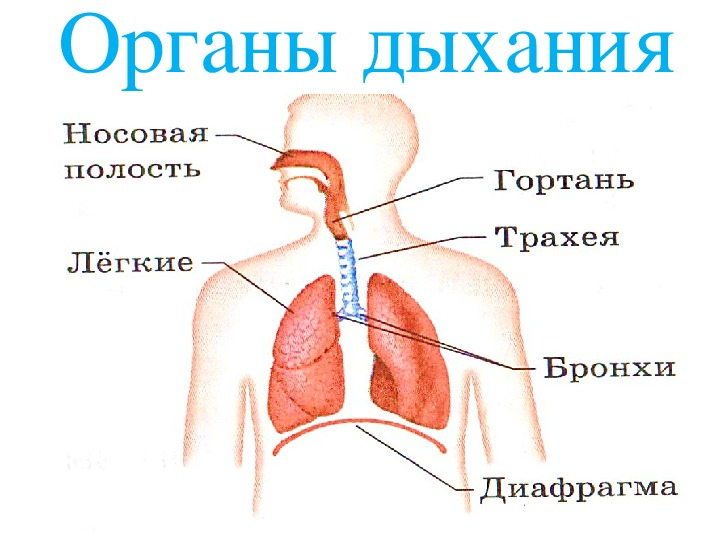 Органы дыхания
Носовая
полость
Гортань
Трахея
Лёгкие
Бронхи
Диафрагма